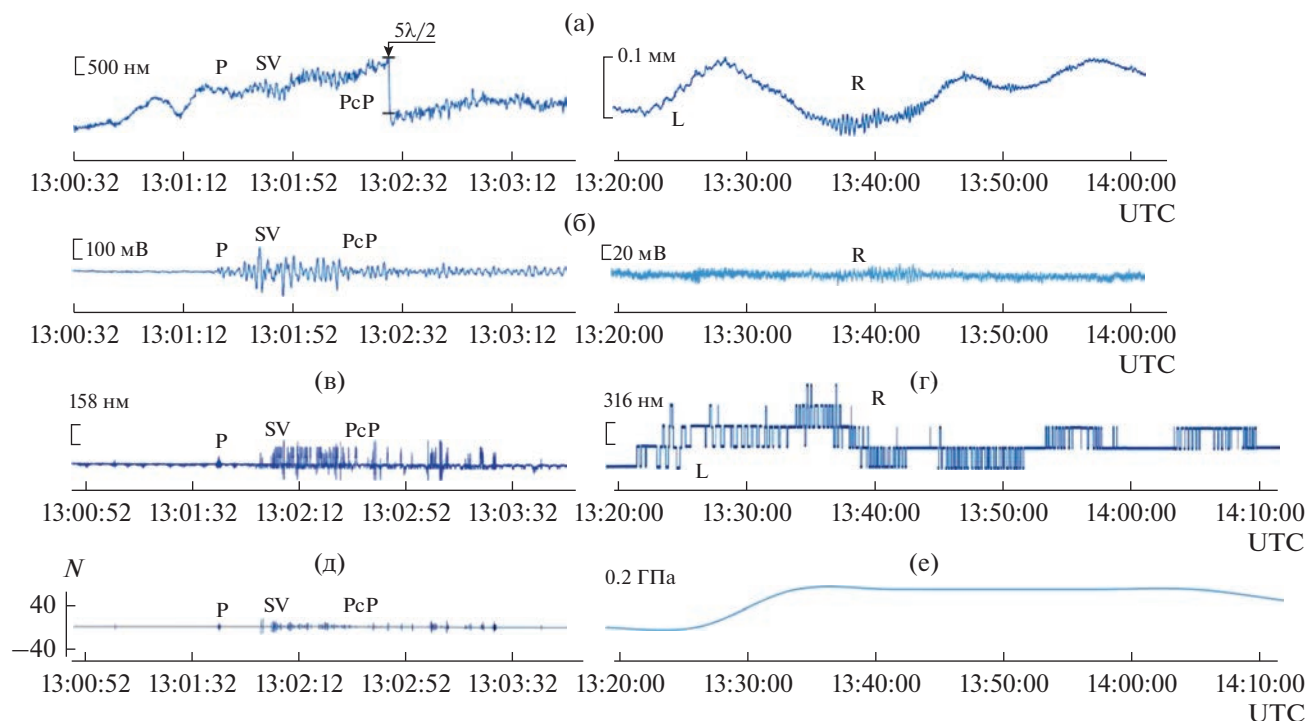 (а)
5λ/2
500 нм
P
SV
PcP
0.1 мм
L
R
13:00:32 13:01:12 13:01:52 13:02:32 13:03:12
13:20:00 13:30:00 13:40:00 13:50:00 14:00:00
UTC
(б)
100 мВ
P
SV
PcP
20 мВ
R
13:00:32 13:01:12 13:01:52 13:02:32 13:03:12
13:20:00 13:30:00 13:40:00 13:50:00 14:00:00
UTC
(в)
158 нм
P
SV
PcP
(г)
316 нм
L
R
13:00:52 13:01:32 13:02:12 13:02:52 13:03:32
13:20:00 13:30:00 13:40:00 13:50:00 14:00:00 14:10:00
UTC
(д)
N
40
−40
P
SV
PcP
(е)
0.2 ГПа
13:00:52 13:01:32 13:02:12 13:02:52 13:03:32
13:20:00 13:30:00 13:40:00 13:50:00 14:00:00 14:10:00
UTC